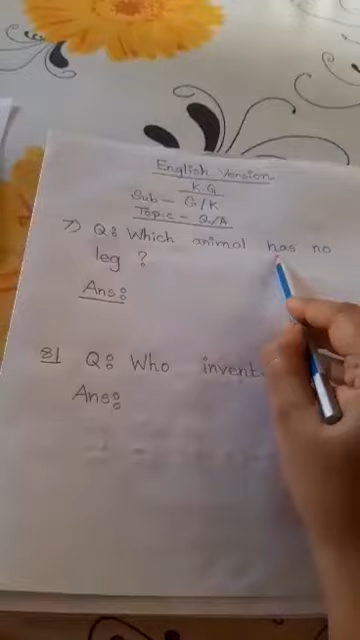 English Version
K.G
Sub - G/K
Topic - Q/A
7) Q: Which animal has no
leg ?
Ans:
8) Q: Who invent
Ans: